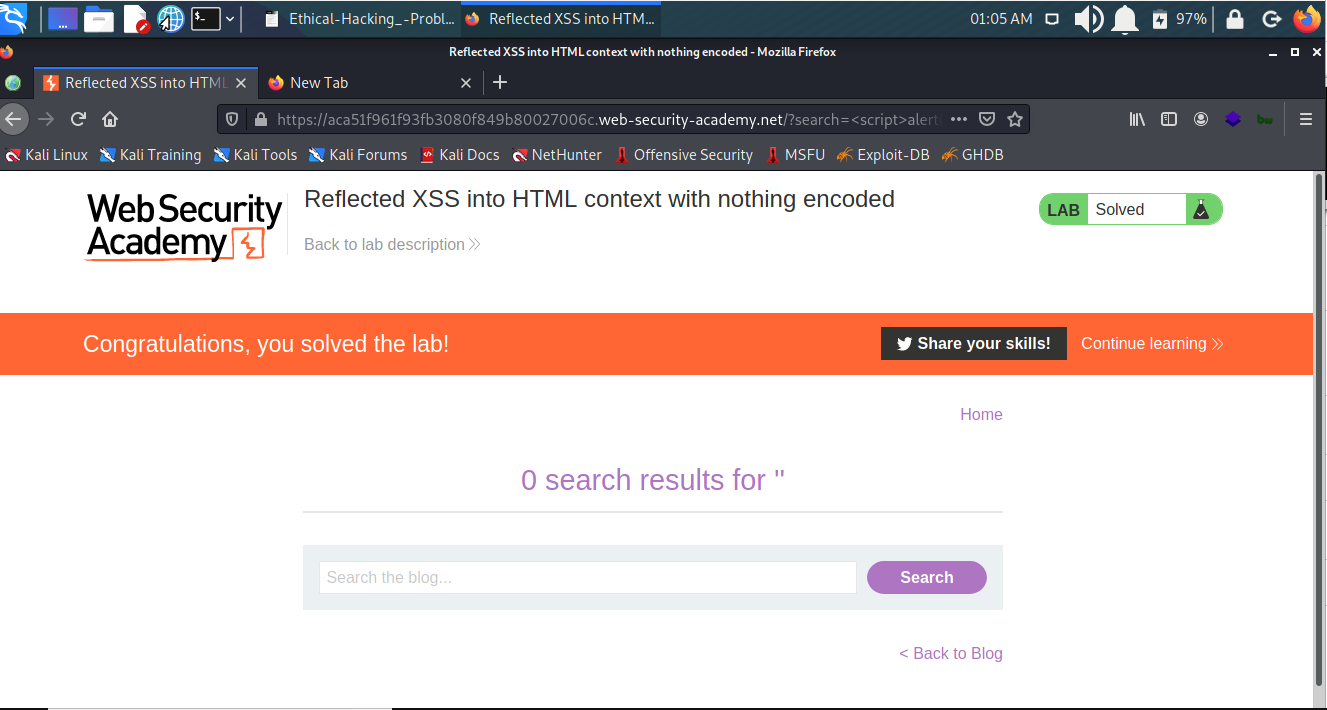 Ethical-Hacking_-Probl...
Reflected XSS into HTM...
01:05 AM
97%
Reflected XSS into HTML context with nothing encoded - Mozilla Firefox
Reflected XSS into HTML
New Tab
https://aca51f961f93fb3080f849b80027006c.web-security-academy.net/?search=<script>alert(
Kali Linux
Kali Training
Kali Tools
Kali Forums
Kali Docs
NetHunter
Offensive Security
MSFU
Exploit-DB
GHDB
Web Security
Academy
Reflected XSS into HTML context with nothing encoded
Back to lab description
LAB
Solved
Congratulations, you solved the lab!
Share your skills!
Continue learning
Home
0 search results for ''
Search the blog...
Search
< Back to Blog